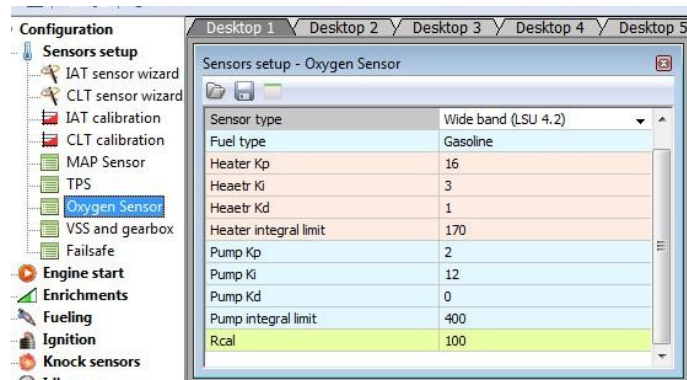 Configuration
Desktop 1 Desktop 2 Desktop 3 Desktop 4 Desktop 5
Sensors setup
IAT sensor wizard
CLT sensor wizard
IAT calibration
CLT calibration
MAP Sensor
TPS
Oxygen Sensor
VSS and gearbox
Failsafe
Engine start
Enrichments
Fueling
Ignition
Knock sensors
Sensors setup - Oxygen Sensor
Sensor type Wide band (LSU 4.2)
Fuel type Gasoline
Heater Kp 16
Heaetr Ki 3
Heaetr Kd 1
Heater integral limit 170
Pump Kp 2
Pump Ki 12
Pump Kd 0
Pump integral limit 400
Rcal 100